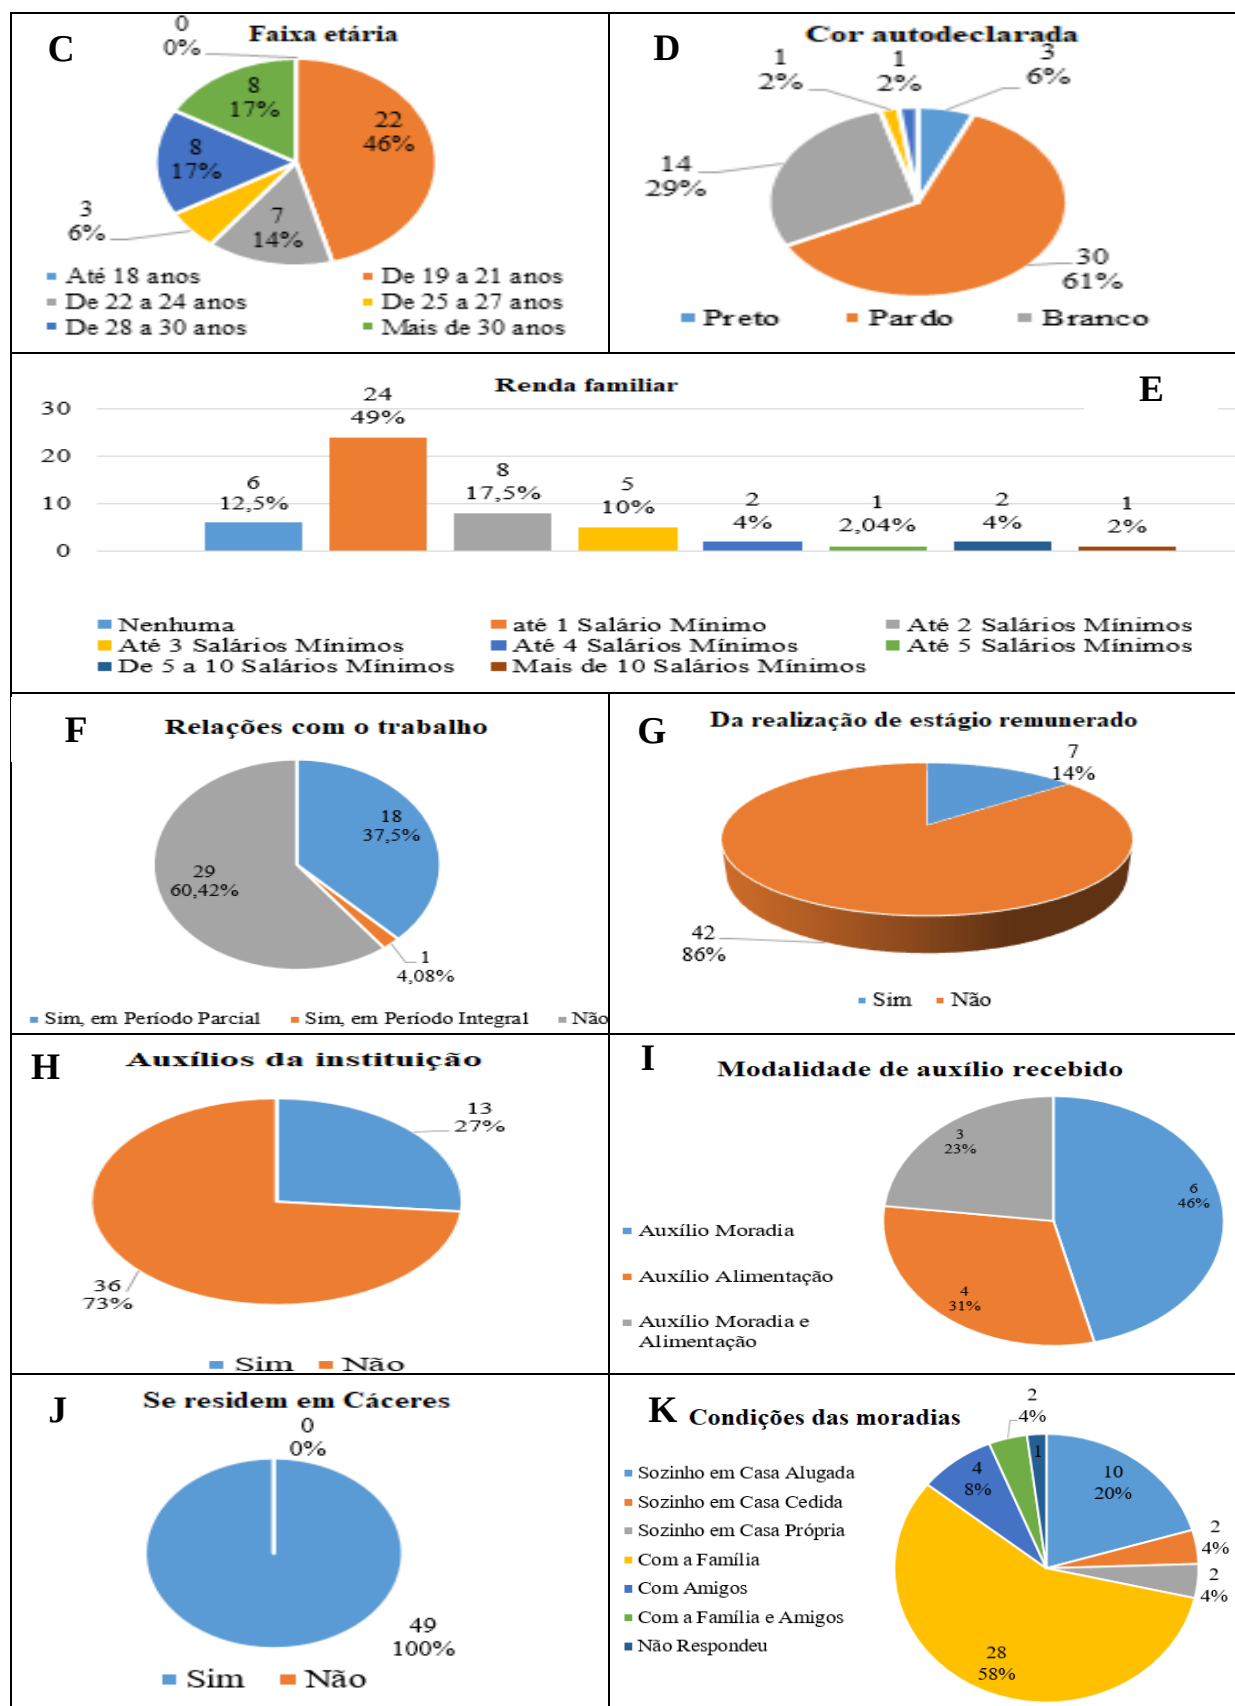 C
Faixa etária
0
0%
8
17%
22
46%
8
17%
3
6%
7
14%
Até 18 anos
De 19 a 21 anos
De 22 a 24 anos
De 25 a 27 anos
De 28 a 30 anos
Mais de 30 anos
D
Cor autodeclarada
1
2%
1
2%
3
6%
14
29%
30
61%
Preto
Pardo
Branco
Renda familiar
E
30
20
10
0
6
12,5%
24
49%
8
17,5%
5
10%
2
4%
1
2,04%
2
4%
1
2%
Nenhuma
até 1 Salário Mínimo
Até 2 Salários Mínimos
Até 3 Salários Mínimos
Até 4 Salários Mínimos
Até 5 Salários Mínimos
De 5 a 10 Salários Mínimos
Mais de 10 Salários Mínimos
F
Relações com o trabalho
18
37,5%
29
60,42%
1
4,08%
Sim, em Período Parcial
Sim, em Período Integral
Não
G
Da realização de estágio remunerado
7
14%
42
86%
Sim
Não
H
Auxílios da instituição
13
27%
36
73%
Sim
Não
I
Modalidade de auxílio recebido
3
23%
6
46%
4
31%
Auxílio Moradia
Auxílio Alimentação
Auxílio Moradia e
Alimentação
J
Se residem em Cáceres
0
0%
49
100%
Sim
Não
K
Condições das moradias
2
4%
1
4
8%
10
20%
2
4%
2
4%
28
58%
Sozinho em Casa Alugada
Sozinho em Casa Cedida
Sozinho em Casa Própria
Com a Família
Com Amigos
Com a Família e Amigos
Não Respondeu